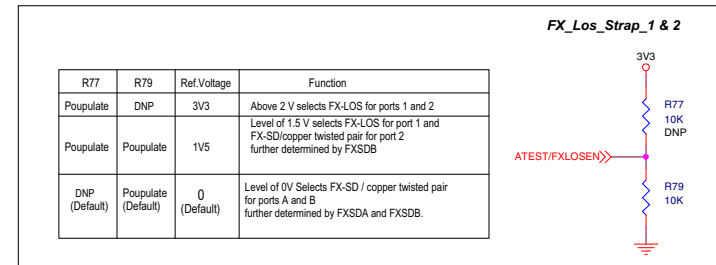 FX_Los_Strap_1 & 2
R77 R79 Ref.Voltage Function
Poupulate DNP 3V3 Above 2 V selects FX-LOS for ports 1 and 2
Poupulate Poupulate 1V5 Level of 1.5 V selects FX-LOS for port 1 and
FX-SD/copper twisted pair for port 2
further determined by FXSDB
DNP
(Default)
Poupulate
(Default)
0
(Default)
Level of 0V Selects FX-SD / copper twisted pair
for ports A and B
further determined by FXSDA and FXSDB.
3V3
R77
10K
DNP
ATEST/FXLOSEN
R79
10K